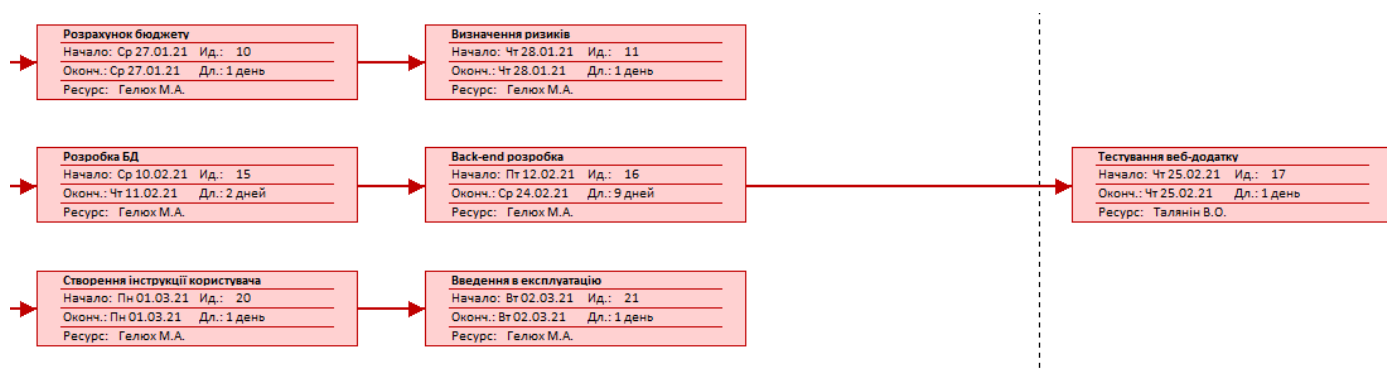 Розрахунок бюджету
Начало: Ср 27.01.21 Ид.: 10
Оконч.: Ср 27.01.21 Дл.: 1 день
Ресурс: Гелюх М.А.
Визначення ризиків
Начало: Чт 28.01.21 Ид.: 11
Оконч.: Чт 28.01.21 Дл.: 1 день
Ресурс: Гелюх М.А.
Розробка БД
Начало: Ср 10.02.21 Ид.: 15
Оконч.: Чт 11.02.21 Дл.: 2 дней
Ресурс: Гелюх М.А.
Back-end розробка
Начало: Пт 12.02.21 Ид.: 16
Оконч.: Ср 24.02.21 Дл.: 9 дней
Ресурс: Гелюх М.А.
Тестування веб-додатку
Начало: Чт 25.02.21 Ид.: 17
Оконч.: Чт 25.02.21 Дл.: 1 день
Ресурс: Талянін В.О.
Створення інструкції користувача
Начало: Пн 01.03.21 Ид.: 20
Оконч.: Пн 01.03.21 Дл.: 1 день
Ресурс: Гелюх М.А.
Введення в експлуатацію
Начало: Вт 02.03.21 Ид.: 21
Оконч.: Вт 02.03.21 Дл.: 1 день
Ресурс: Гелюх М.А.